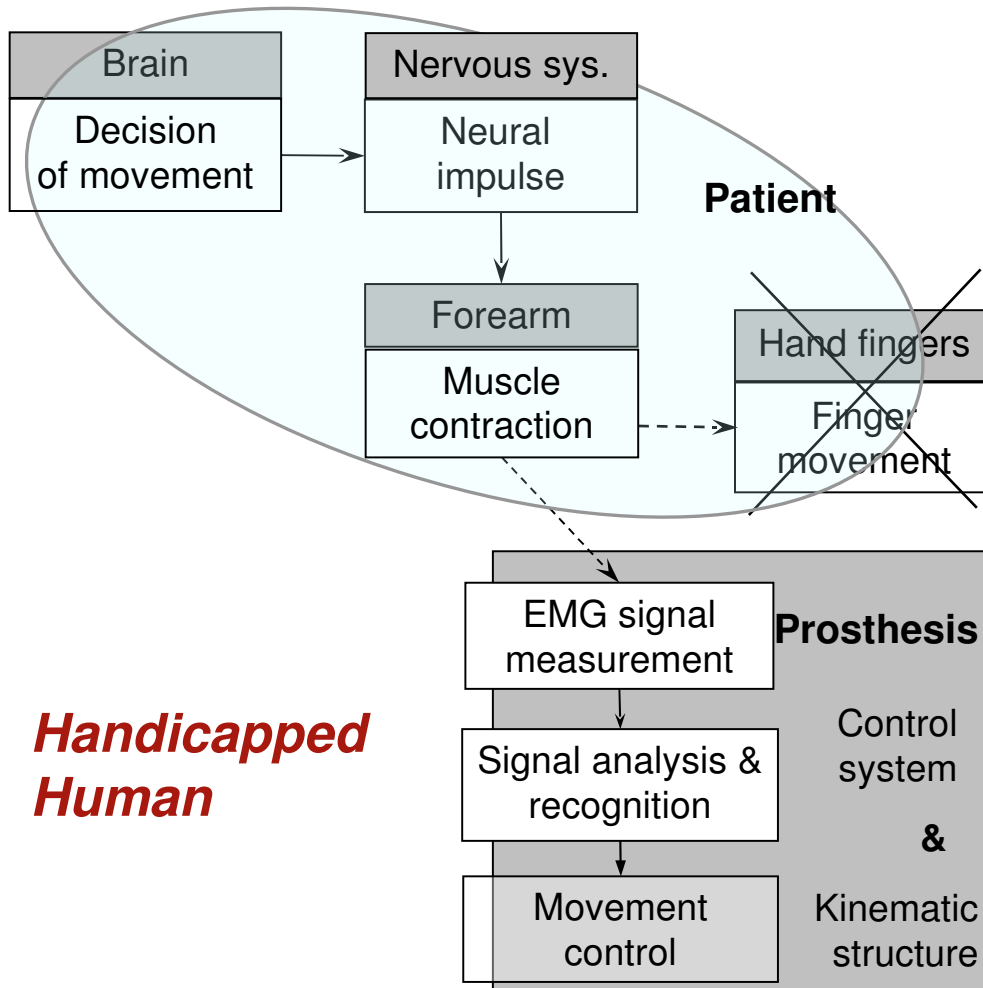 Brain
Decision
of movement
Nervous sys.
Neural
impulse
Patient
Forearm
Muscle
contraction
Hand fingers
Finger
movement
EMG signal
measurement
Prosthesis
Signal analysis &
recognition
Control
system
&
Movement
control
Kinematic
structure
Handicapped
Human